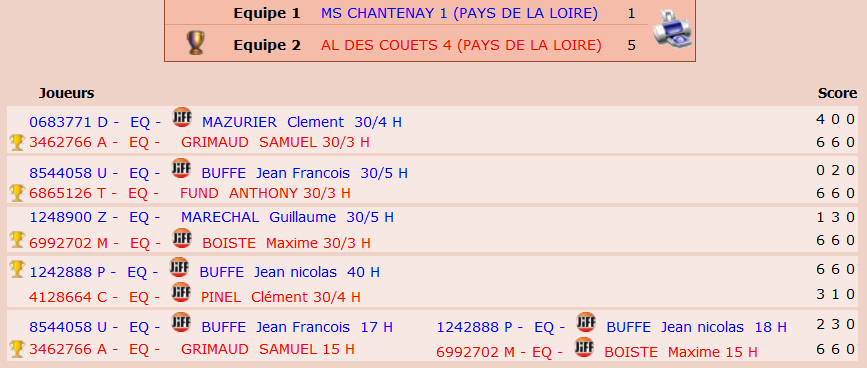 Equipe 1 MS CHANTENAY 1 (PAYS DE LA LOIRE) 1
Equipe 2 AL DES COUETS 4 (PAYS DE LA LOIRE) 5
Joueurs Score
0683771 D - EQ - JIFF MAZURIER Clement 30/4 H 4 0 0
3462766 A - EQ - GRIMAUD SAMUEL 30/3 H 6 6 0
8544058 U - EQ - JIFF BUFFE Jean Francois 30/5 H 0 2 0
6865126 T - EQ - FUND ANTHONY 30/3 H 6 6 0
1248900 Z - EQ - MARECHAL Guillaume 30/5 H 1 3 0
6992702 M - EQ - JIFF BOISTE Maxime 30/3 H 6 6 0
1242888 P - EQ - JIFF BUFFE Jean nicolas 40 H 6 6 0
4128664 C - EQ - JIFF PINEL Clément 30/4 H 3 1 0
8544058 U - EQ - JIFF BUFFE Jean Francois 17 H 1242888 P - EQ - JIFF BUFFE Jean nicolas 18 H 2 3 0
3462766 A - EQ - GRIMAUD SAMUEL 15 H 6992702 M - EQ - JIFF BOISTE Maxime 15 H 6 6 0